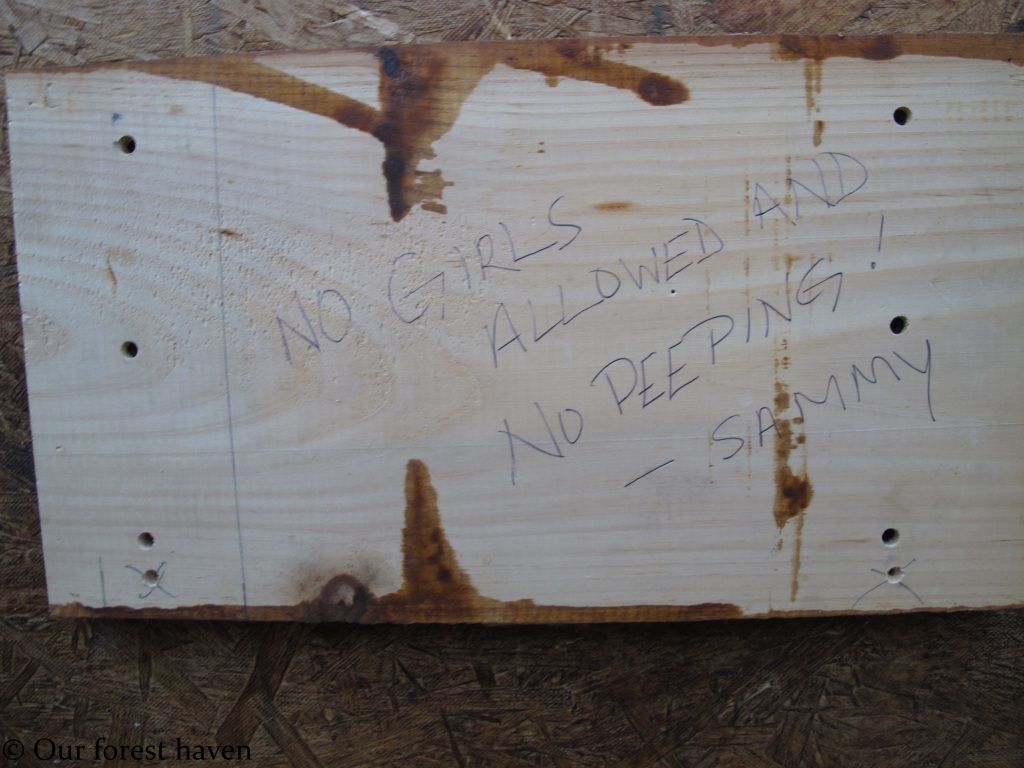 NO GIRLS
ALLOWED AND
NO PEEPING!
- SAMMY
© Our forest haven